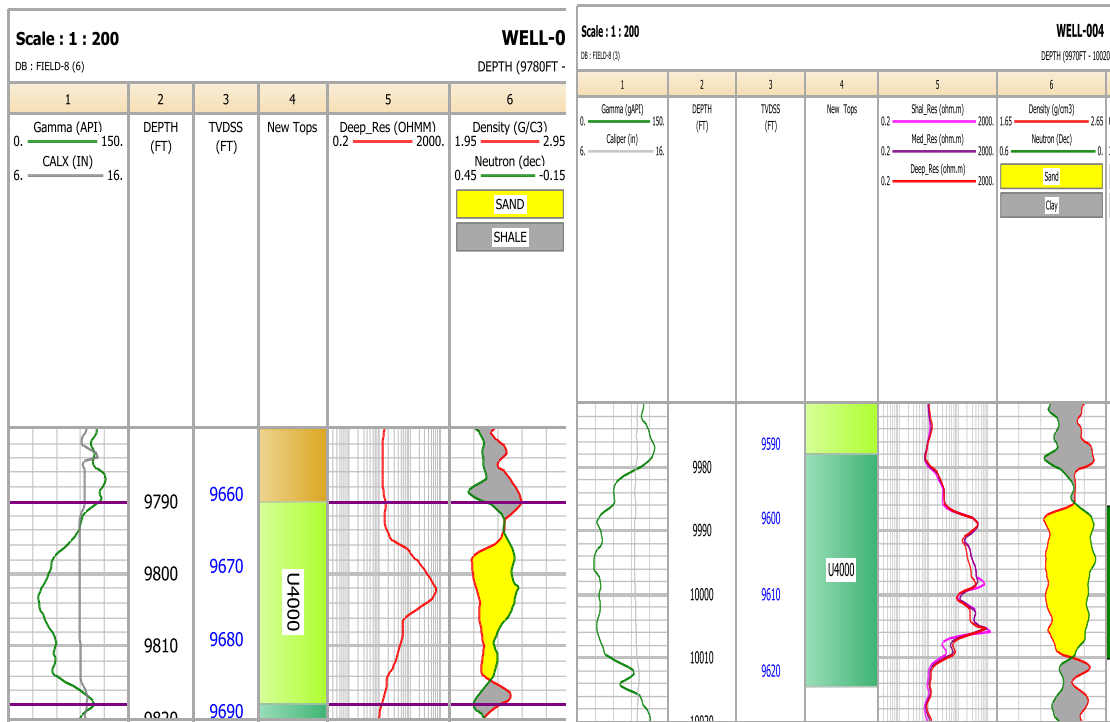 Scale : 1 : 200
WELL-0
DB : FIELD-8 (6)
DEPTH (9780FT -
1 2 3 4 5 6
Gamma (API) DEPTH TVDSS New Tops Deep_Res (OHMM) Density (G/C3)
0. 150. (FT) (FT) 0.2 2000. 1.95 2.95
CALX (IN) Neutron (dec)
6. 16. 0.45 -0.15
SAND
SHALE
9790 9660
9800 9670
U4000
9810 9680
9820 9690
Scale : 1 : 200
WELL-004
DB : FIELD-8 (3)
DEPTH (9970FT - 10020
1 2 3 4 5 6
Gamma (gAPI) DEPTH TVDSS New Tops Shal_Res (ohm.m) Density (g/cm3)
0. 150. (FT) (FT) 0.2 2000. 1.65 2.65
Caliper (in) Med_Res (ohm.m) Neutron (Dec)
6. 16. 0.2 2000. 0.6 0.
Deep_Res (ohm.m) Sand
0.2 2000.
Clay
9590
9980
9600
9990
U4000
10000 9610
10010
9620
10020